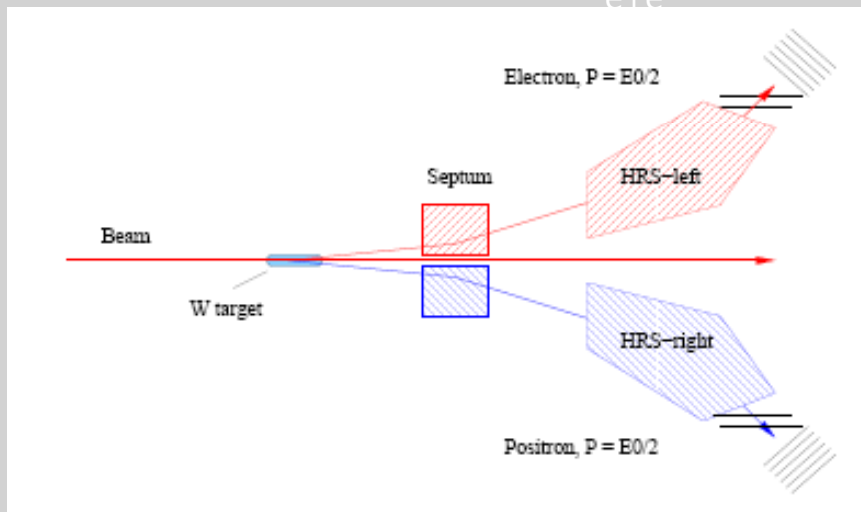 Electron, P = E0/2
Septum
HRS−left
Beam
W target
HRS−right
Positron, P = E0/2